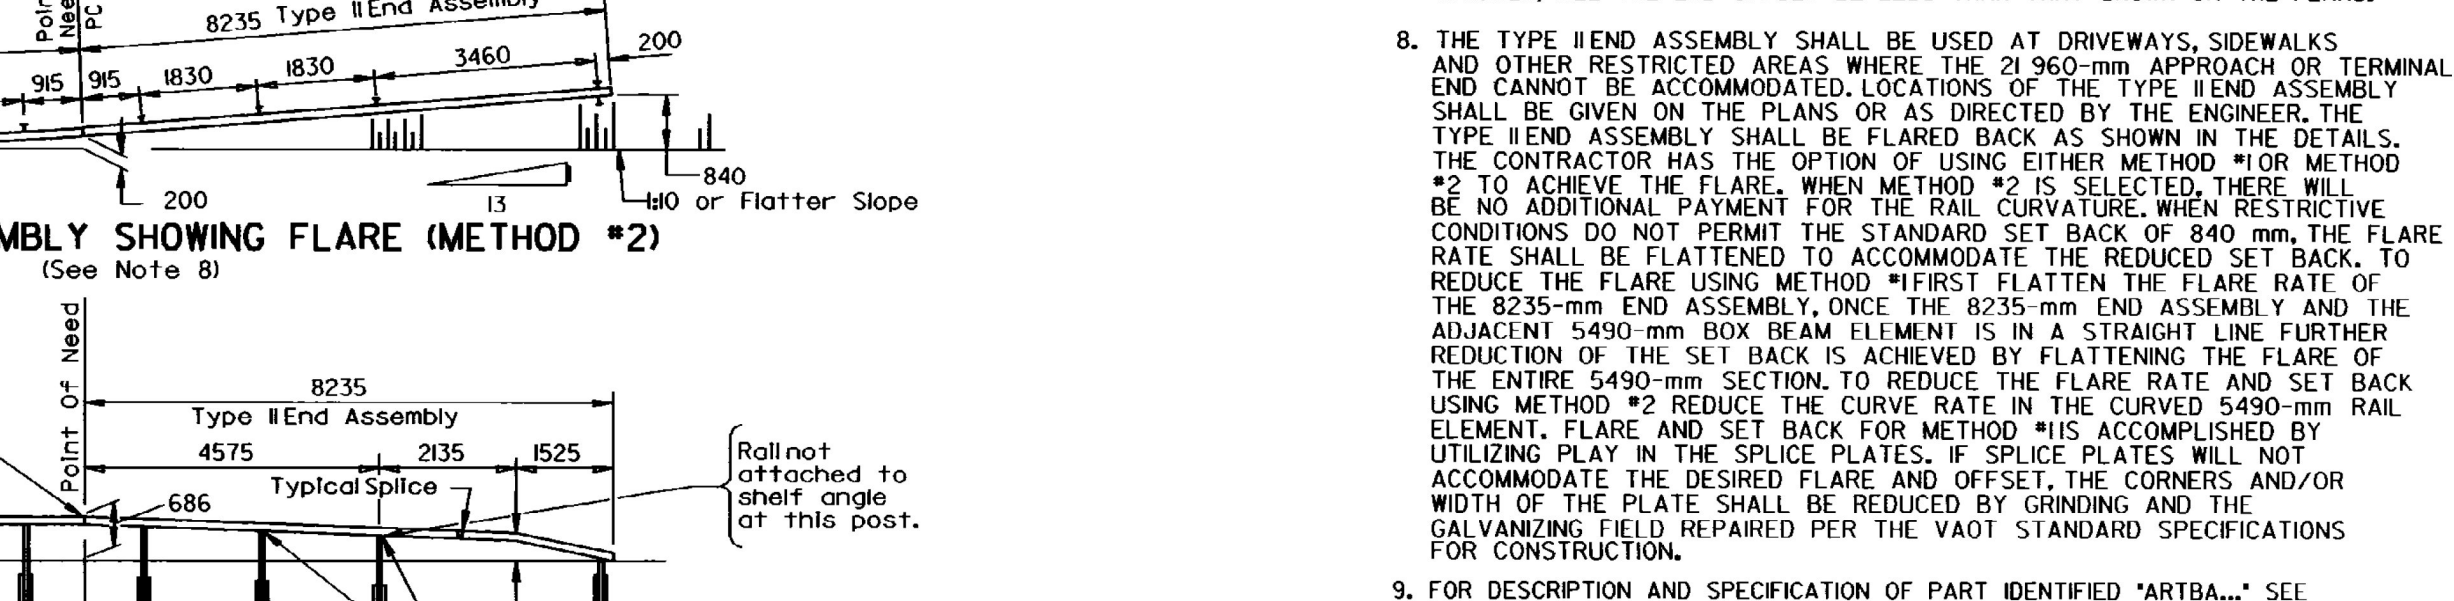 Point
Need
PC
8235 Type II End Assembly
200
915 915 1830 1830 3460
840
200
13
1:10 or Flatter Slope
MBLY SHOWING FLARE (METHOD #2)
(See Note 8)
Point Of Need
8235
Type II End Assembly
4575 2135 1525
Typical Splice
686
Rail not
attached to
shelf angle
at this post.
8. THE TYPE II END ASSEMBLY SHALL BE USED AT DRIVEWAYS, SIDEWALKS
AND OTHER RESTRICTED AREAS WHERE THE 21 960-mm APPROACH OR TERMINAL
END CANNOT BE ACCOMMODATED. LOCATIONS OF THE TYPE II END ASSEMBLY
SHALL BE GIVEN ON THE PLANS OR AS DIRECTED BY THE ENGINEER. THE
TYPE II END ASSEMBLY SHALL BE FLARED BACK AS SHOWN IN THE DETAILS.
THE CONTRACTOR HAS THE OPTION OF USING EITHER METHOD #1 OR METHOD
#2 TO ACHIEVE THE FLARE. WHEN METHOD #2 IS SELECTED, THERE WILL
BE NO ADDITIONAL PAYMENT FOR THE RAIL CURVATURE. WHEN RESTRICTIVE
CONDITIONS DO NOT PERMIT THE STANDARD SET BACK OF 840 mm, THE FLARE
RATE SHALL BE FLATTENED TO ACCOMMODATE THE REDUCED SET BACK. TO
REDUCE THE FLARE USING METHOD #1 FIRST FLATTEN THE FLARE RATE OF
THE 8235-mm END ASSEMBLY, ONCE THE 8235-mm END ASSEMBLY AND THE
ADJACENT 5490-mm BOX BEAM ELEMENT IS IN A STRAIGHT LINE FURTHER
REDUCTION OF THE SET BACK IS ACHIEVED BY FLATTENING THE FLARE OF
THE ENTIRE 5490-mm SECTION. TO REDUCE THE FLARE RATE AND SET BACK
USING METHOD #2 REDUCE THE CURVE RATE IN THE CURVED 5490-mm RAIL
ELEMENT. FLARE AND SET BACK FOR METHOD #1 IS ACCOMPLISHED BY
UTILIZING PLAY IN THE SPLICE PLATES. IF SPLICE PLATES WILL NOT
ACCOMMODATE THE DESIRED FLARE AND OFFSET, THE CORNERS AND/OR
WIDTH OF THE PLATE SHALL BE REDUCED BY GRINDING AND THE
GALVANIZING FIELD REPAIRED PER THE VAOT STANDARD SPECIFICATIONS
FOR CONSTRUCTION.
9. FOR DESCRIPTION AND SPECIFICATION OF PART IDENTIFIED "ARTBA..." SEE